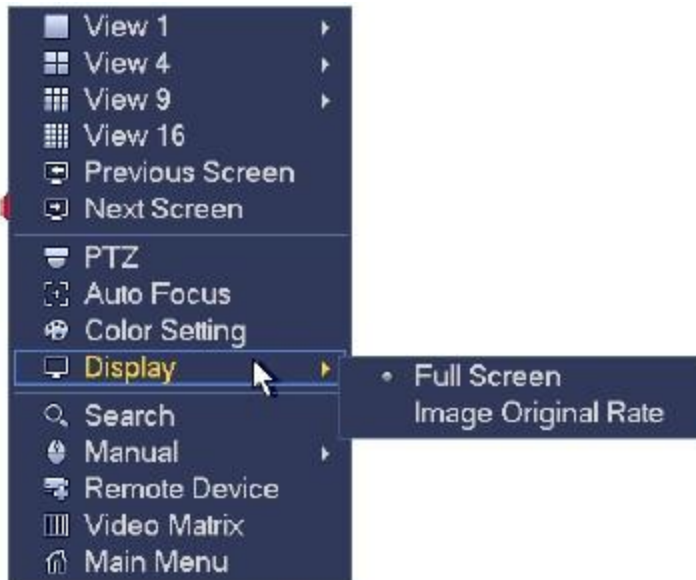 View 1
View 4
View 9
View 16
Previous Screen
Next Screen
PTZ
Auto Focus
Color Setting
Display
Full Screen
Image Original Rate
Search
Manual
Remote Device
Video Matrix
Main Menu